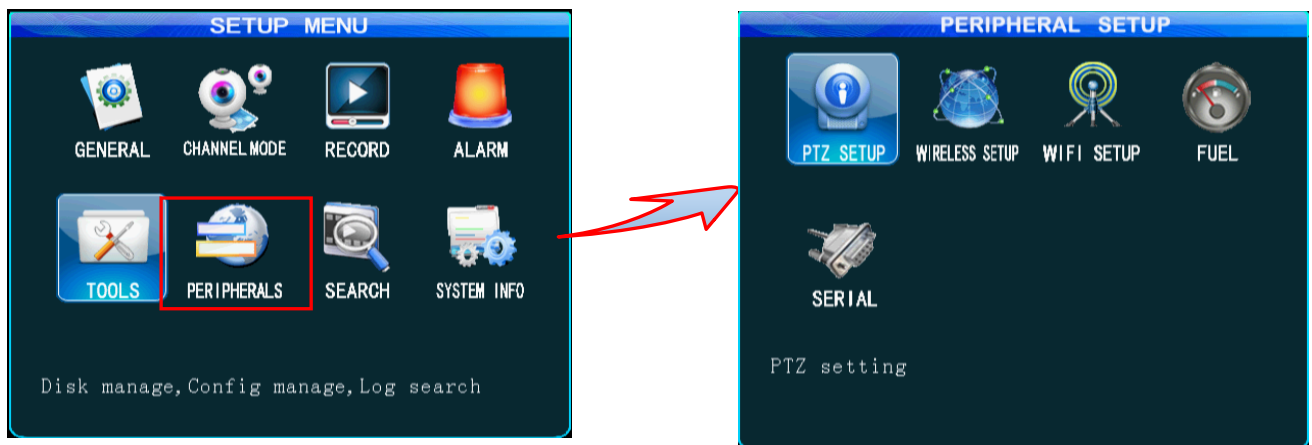 SETUP MENU
GENERAL CHANNEL MODE RECORD ALARM
TOOLS PERIPHERALS SEARCH SYSTEM INFO
Disk manage,Config manage,Log search
PERIPHERAL SETUP
PTZ SETUP WIRELESS SETUP WIFI SETUP FUEL
SERIAL
PTZ setting